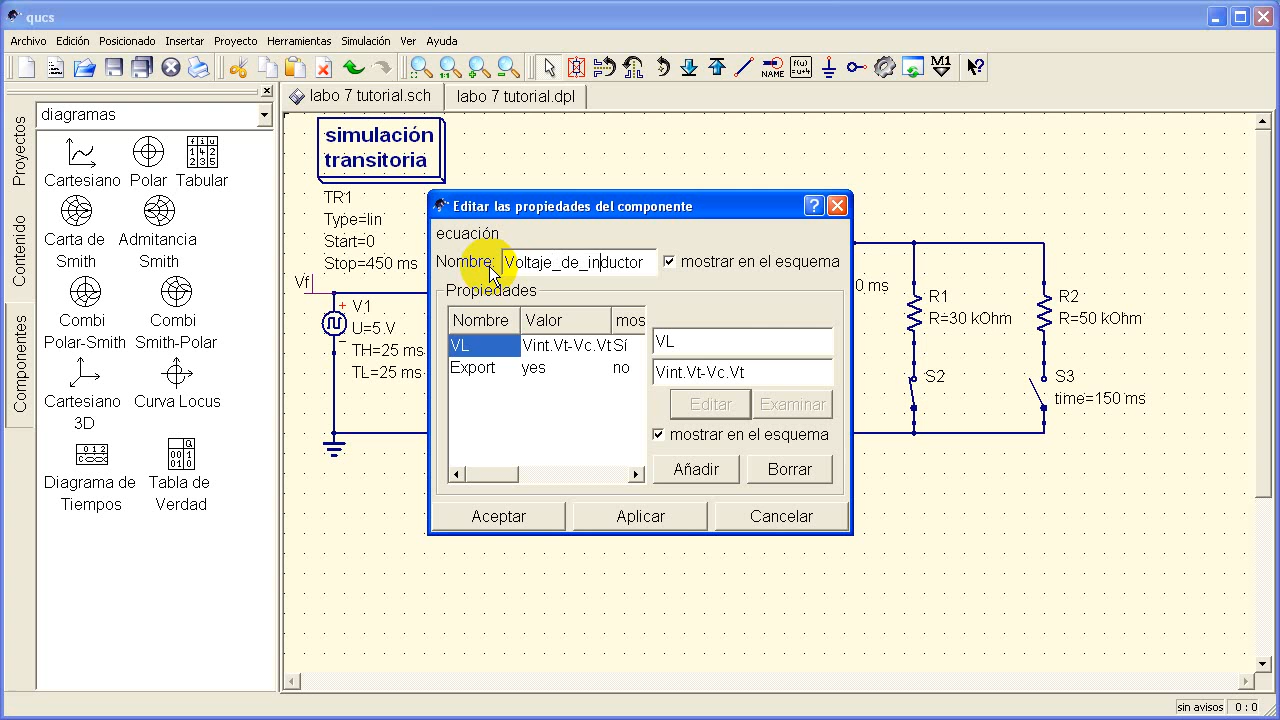 qucs
Archivo Edición Posicionado Insertar Proyecto Herramientas Simulación Ver Ayuda
NAME f(ω) =u+4 M1
diagramas
labo 7 tutorial.sch labo 7 tutorial.dpl
Proyectos
Contenido
Componentes
Cartesiano Polar Tabular
Carta de Smith Admitancia Smith
Combi Polar-Smith Combi Smith-Polar
Cartesiano 3D Curva Locus
Diagrama de Tiempos Tabla de Verdad
simulación
transitoria
TR1
Type=lin
Start=0
Stop=450 ms
Vf
V1
U=5 V
TH=25 ms
TL=25 ms
Editar las propiedades del componente
ecuación
Nombre: Voltaje_de_inductor mostrar en el esquema
Propiedades
Nombre Valor mos
VL Vint.Vt-Vc.Vt Sí
Export yes no
VL
Vint.Vt-Vc.Vt
Editar Examinar
mostrar en el esquema
Añadir Borrar
Aceptar Aplicar Cancelar
0 ms
R1
R=30 kOhm
R2
R=50 kOhm
S2
S3
time=150 ms
sin avisos 0 : 0